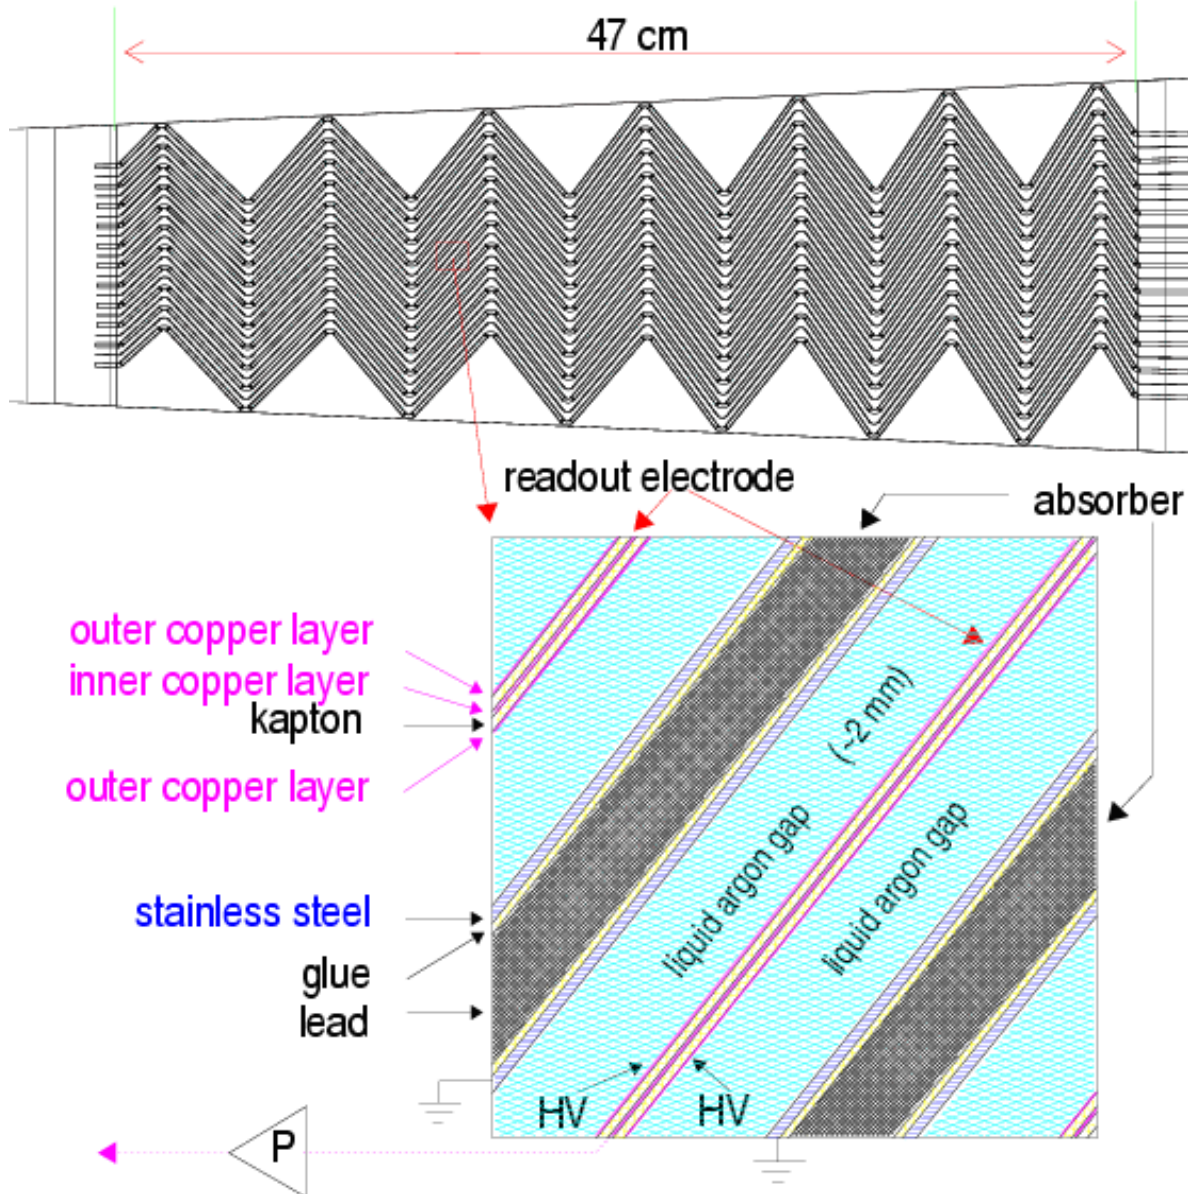 47 cm
readout electrode
absorber
outer copper layer
inner copper layer
kapton
outer copper layer
(~2 mm)
liquid argon gap
liquid argon gap
stainless steel
glue
lead
HV
HV
P